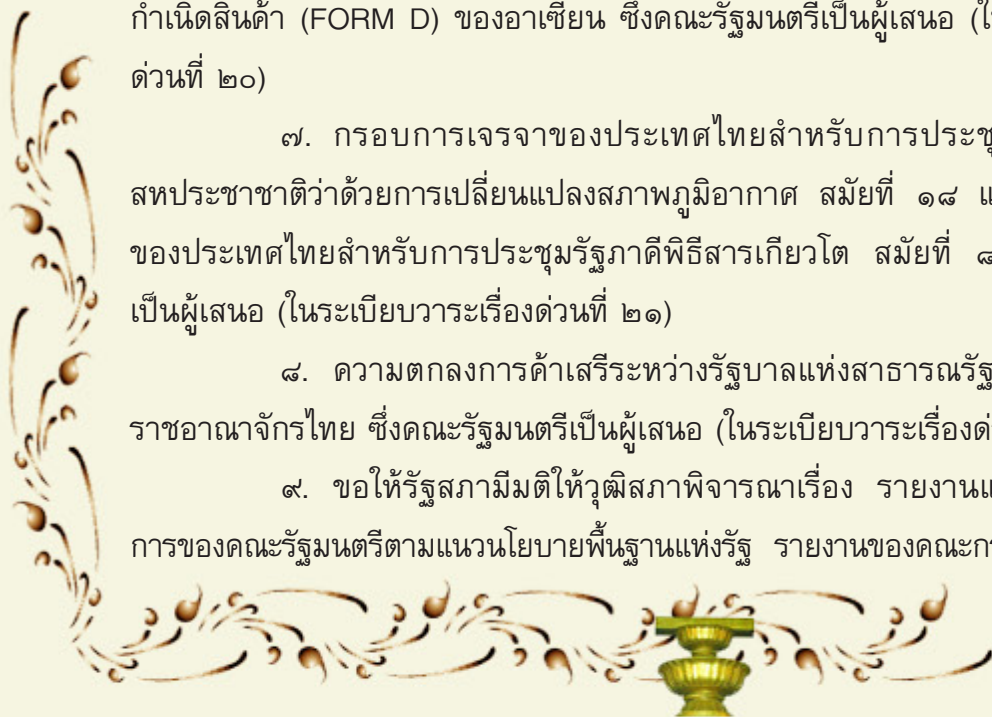 กำเนิดสินค้า (FORM D) ของอาเซียน ซึ่งคณะรัฐมนตรีเป็นผู้เสนอ
ด่วนที่ ๒๐)
๗. กรอบการเจรจาของประเทศไทยสำหรับการ
สหประชาชาติว่าด้วยการเปลี่ยนแปลงสภาพภูมิอากาศ สมัยที่ ๑๘
ของประเทศไทยสำหรับการประชุมรัฐภาคีพิธีสารเกียวโต สมัยที่ ๘
เป็นผู้เสนอ (ในระเบียบวาระเรื่องด่วนที่ ๒๑)
๘. ความตกลงการค้าเสรีระหว่างรัฐบาลแห่งสาธารณรัฐ
ราชอาณาจักรไทย ซึ่งคณะรัฐมนตรีเป็นผู้เสนอ (ในระเบียบวาระเรื่อง
๙. ขอให้รัฐสภามีมติให้วุฒิสภาพิจารณาเรื่อง รายงาน
การของคณะรัฐมนตรีตามแนวนโยบายพื้นฐานแห่งรัฐ รายงานของ